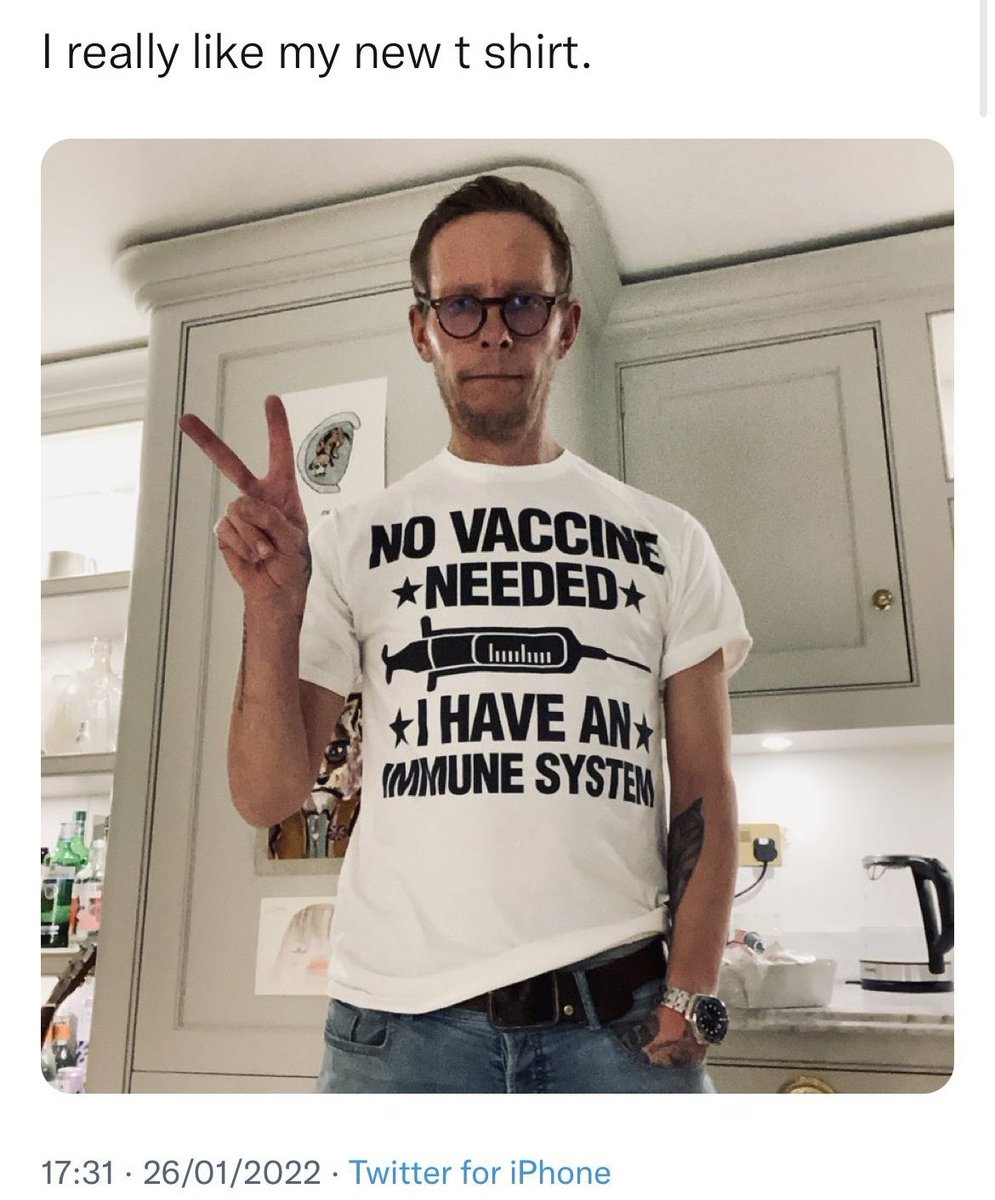 I really like my new t shirt.
NO VACCINE
★NEEDED★
★I HAVE AN★
IMMUNE SYSTEM
17:31 · 26/01/2022 · Twitter for iPhone